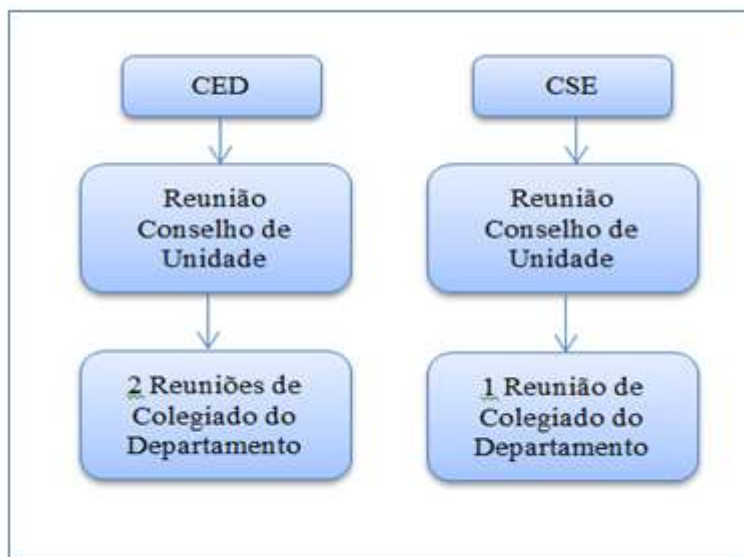 CED
Reunião
Conselho de
Unidade
2 Reuniões de
Colegiado do
Departamento
CSE
Reunião
Conselho de
Unidade
1 Reunião de
Colegiado do
Departamento